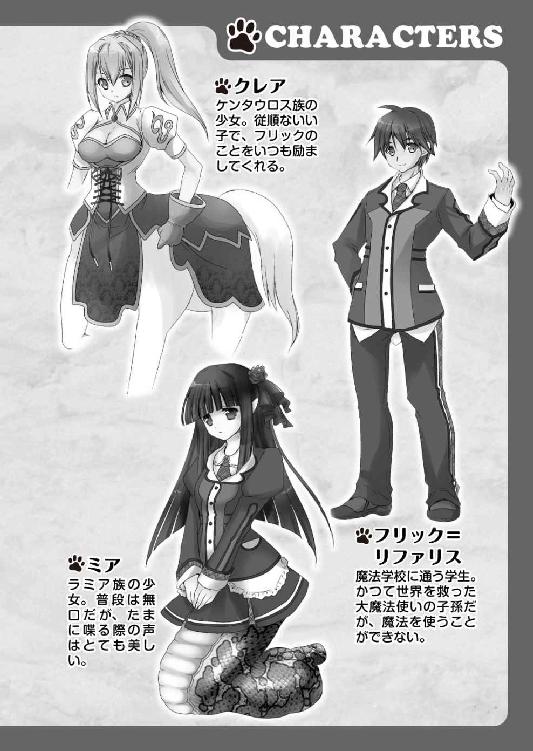 CHARACTERS
クレア
ケンタウロス族の
少女。従順ないい
子で、フリックの
ことをいつも励ま
してくれる。
フリック＝
リファリス
魔法学校に通う学生。
かつて世界を救った
大魔法使いの子孫だ
が、魔法を使うこと
ができない。
ミア
ラミア族の少
女。普段は無
口だが、たま
に喋る際の声
はとても美し
い。